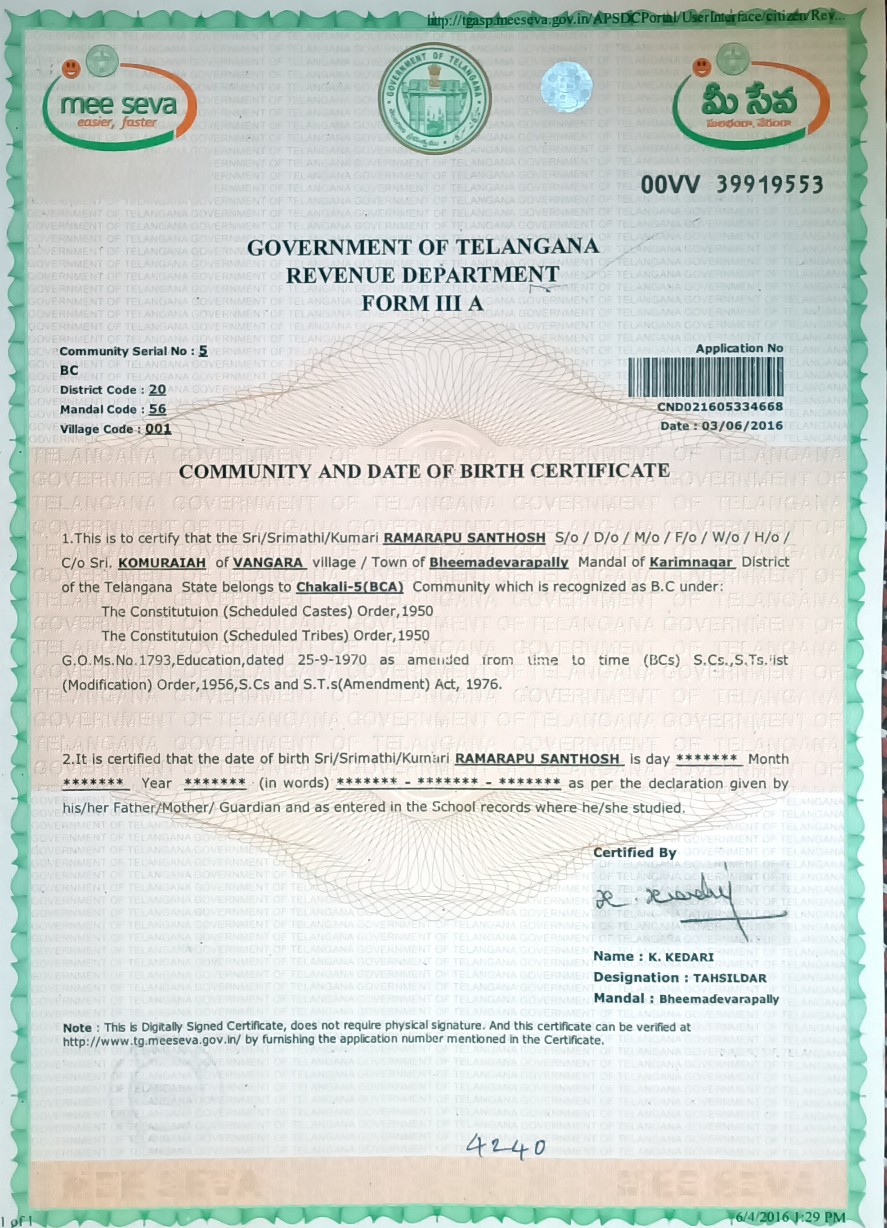 http://tgasp.meeseva.gov.in/APSDCPortal/UserInterface/citizen/Rev...
mee seva
easier, faster
GOVERNMENT OF TELANGANA
మీ సేవ
00VV 39919553
GOVERNMENT OF TELANGANA
REVENUE DEPARTMENT
FORM III A
Community Serial No : 5
BC
District Code : 20
Mandal Code : 56
Village Code : 001
Application No
CND021605334668
Date : 03/06/2016
COMMUNITY AND DATE OF BIRTH CERTIFICATE
1.This is to certify that the Sri/Srimathi/Kumari RAMARAPU SANTHOSH S/o / D/o / M/o / F/o / W/o / H/o /
C/o Sri. KOMURAIAH of VANGARA village / Town of Bheemadevarapally Mandal of Karimnagar District
of the Telangana State belongs to Chakali-5(BCA) Community which is recognized as B.C under:
The Constitutuion (Scheduled Castes) Order,1950
The Constitutuion (Scheduled Tribes) Order,1950
G.O.Ms.No.1793,Education,dated 25-9-1970 as amended from time to time (BCs) S.Cs.,S.Ts.list
(Modification) Order,1956,S.Cs and S.T.s(Amendment) Act, 1976.
2.It is certified that the date of birth Sri/Srimathi/Kumari RAMARAPU SANTHOSH is day ******* Month
******* Year ******* (in words) ******* - ******* - ******* as per the declaration given by
his/her Father/Mother/ Guardian and as entered in the School records where he/she studied.
Certified By
Name : K. KEDARI
Designation : TAHSILDAR
Mandal : Bheemadevarapally
Note : This is Digitally Signed Certificate, does not require physical signature. And this certificate can be verified at
http://www.tg.meeseva.gov.in/ by furnishing the application number mentioned in the Certificate.
4240
1 of 1
6/4/2016 1:29 PM